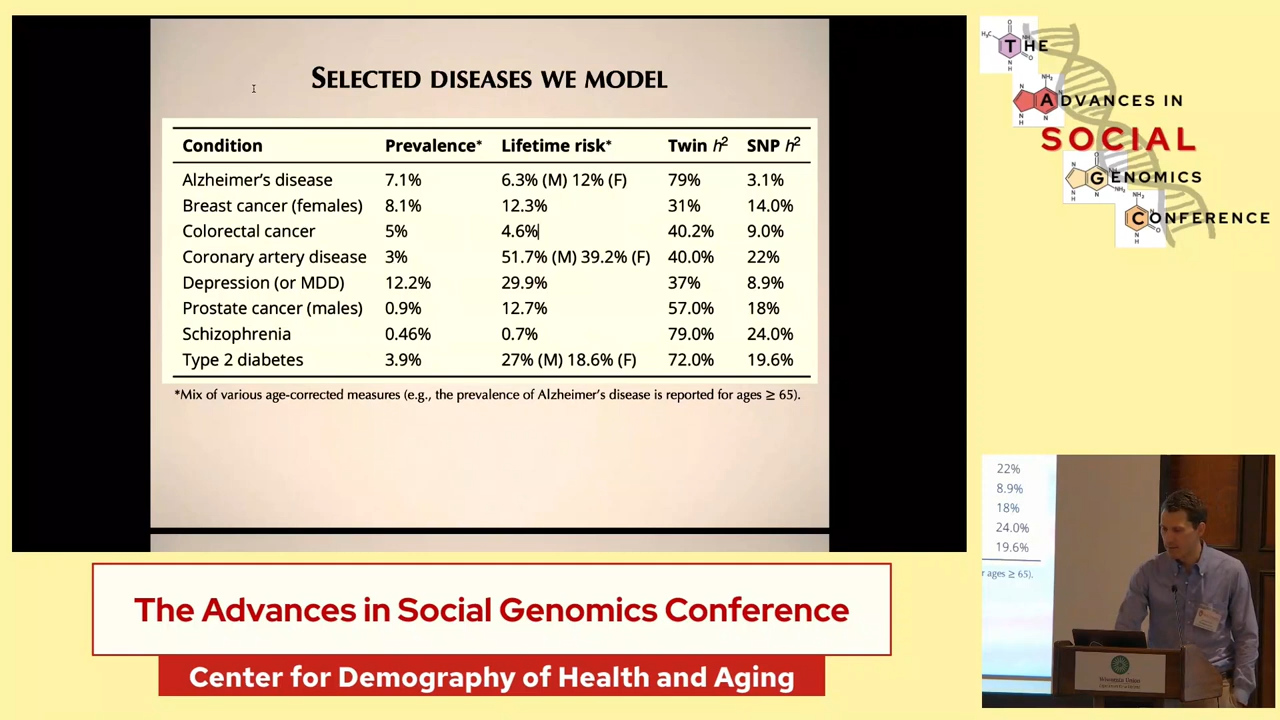 SELECTED DISEASES WE MODEL
Condition Prevalence* Lifetime risk* Twin h² SNP h²
Alzheimer's disease 7.1% 6.3% (M) 12% (F) 79% 3.1%
Breast cancer (females) 8.1% 12.3% 31% 14.0%
Colorectal cancer 5% 4.6% 40.2% 9.0%
Coronary artery disease 3% 51.7% (M) 39.2% (F) 40.0% 22%
Depression (or MDD) 12.2% 29.9% 37% 8.9%
Prostate cancer (males) 0.9% 12.7% 57.0% 18%
Schizophrenia 0.46% 0.7% 79.0% 24.0%
Type 2 diabetes 3.9% 27% (M) 18.6% (F) 72.0% 19.6%
*Mix of various age-corrected measures (e.g., the prevalence of Alzheimer's disease is reported for ages ≥ 65).
THE
ADVANCES IN
SOCIAL
GENOMICS
CONFERENCE
22%
8.9%
18%
24.0%
19.6%
r ages ≥ 65).
Wisconsin Union
The Advances in Social Genomics Conference
Center for Demography of Health and Aging